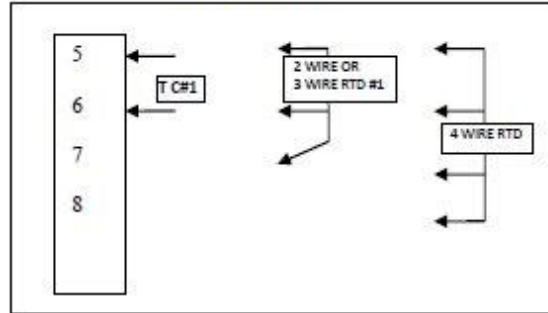 5
T C#1
6
7
8
2 WIRE OR
3 WIRE RTD #1
4 WIRE RTD